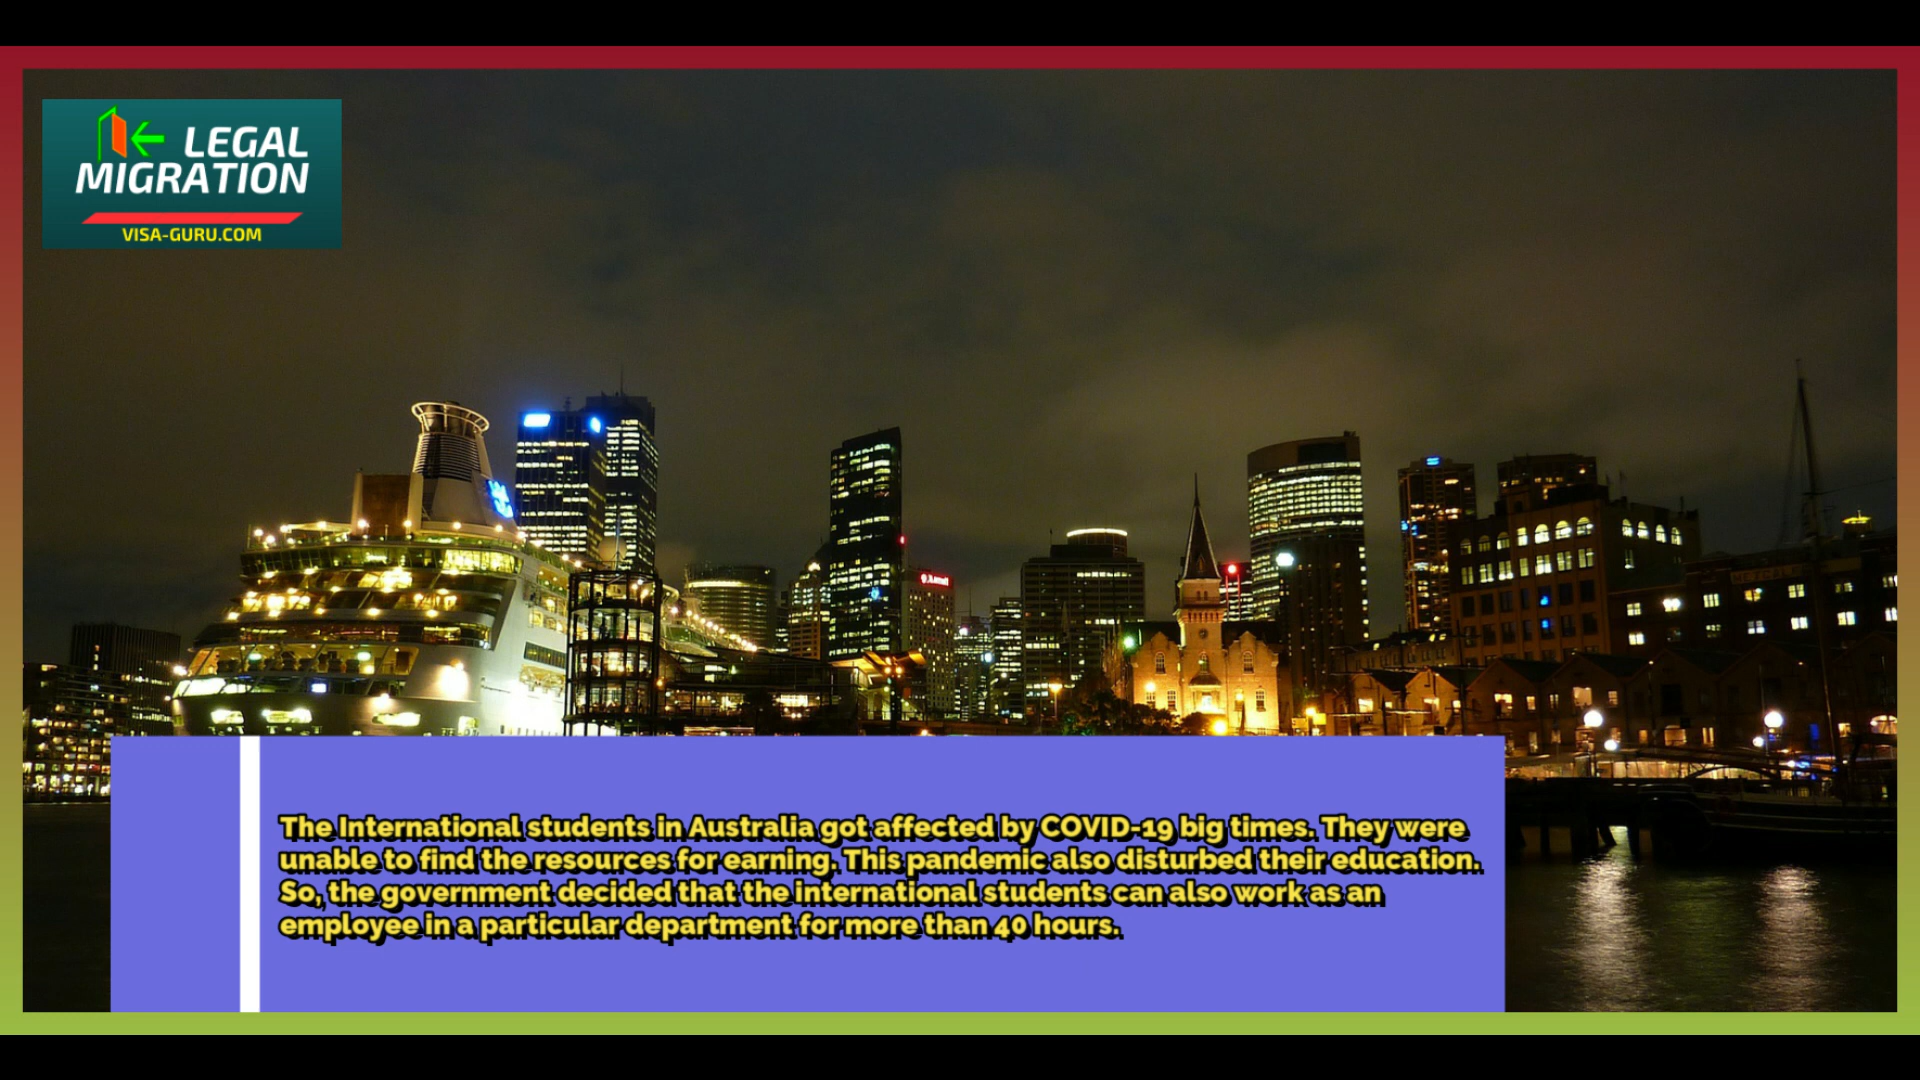 LEGAL
MIGRATION
VISA-GURU.COM
The International students in Australia got affected by COVID-19 big times. They were
unable to find the resources for earning. This pandemic also disturbed their education.
So, the government decided that the international students can also work as an
employee in a particular department for more than 40 hours.